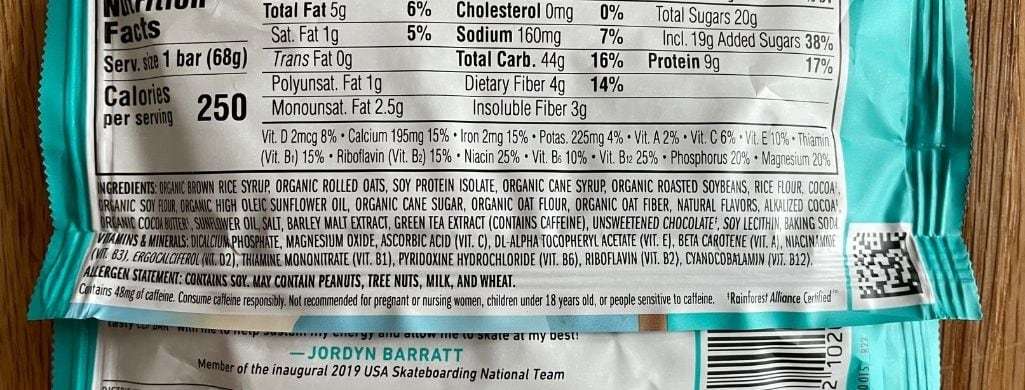 Nutrition
Facts
Serv. size 1 bar (68g)
Calories
per serving 250
Total Fat 5g 6% Cholesterol 0mg 0% Total Sugars 20g
Sat. Fat 1g 5% Sodium 160mg 7% Incl. 19g Added Sugars 38%
Trans Fat 0g Total Carb. 44g 16% Protein 9g 17%
Polyunsat. Fat 1g Dietary Fiber 4g 14%
Monounsat. Fat 2.5g Insoluble Fiber 3g
Vit. D 2mcg 8% • Calcium 195mg 15% • Iron 2mg 15% • Potas. 225mg 4% • Vit. A 2% • Vit. C 6% • Vit. E 10% • Thiamin
(Vit. B1) 15% • Riboflavin (Vit. B2) 15% • Niacin 25% • Vit. B6 10% • Vit. B12 25% • Phosphorus 20% • Magnesium 20%
INGREDIENTS: ORGANIC BROWN RICE SYRUP, ORGANIC ROLLED OATS, SOY PROTEIN ISOLATE, ORGANIC CANE SYRUP, ORGANIC ROASTED SOYBEANS, RICE FLOUR, COCOA‡,
ORGANIC SOY FLOUR, ORGANIC HIGH OLEIC SUNFLOWER OIL, ORGANIC CANE SUGAR, ORGANIC OAT FLOUR, ORGANIC OAT FIBER, NATURAL FLAVORS, ALKALIZED COCOA‡,
ORGANIC COCOA BUTTER‡, SUNFLOWER OIL, SALT, BARLEY MALT EXTRACT, GREEN TEA EXTRACT (CONTAINS CAFFEINE), UNSWEETENED CHOCOLATE‡, SOY LECITHIN, BAKING SODA.
VITAMINS & MINERALS: DICALCIUM PHOSPHATE, MAGNESIUM OXIDE, ASCORBIC ACID (VIT. C), DL-ALPHA TOCOPHERYL ACETATE (VIT. E), BETA CAROTENE (VIT. A), NIACINAMIDE
(VIT. B3), ERGOCALCIFEROL (VIT. D2), THIAMINE MONONITRATE (VIT. B1), PYRIDOXINE HYDROCHLORIDE (VIT. B6), RIBOFLAVIN (VIT. B2), CYANOCOBALAMIN (VIT. B12).
ALLERGEN STATEMENT: CONTAINS SOY. MAY CONTAIN PEANUTS, TREE NUTS, MILK, AND WHEAT.
Contains 48mg of caffeine. Consume caffeine responsibly. Not recommended for pregnant or nursing women, children under 18 years old, or people sensitive to caffeine. ‡Rainforest Alliance Certified™
my energy and allow me to skate at my best!
—JORDYN BARRATT
Member of the inaugural 2019 USA Skateboarding National Team